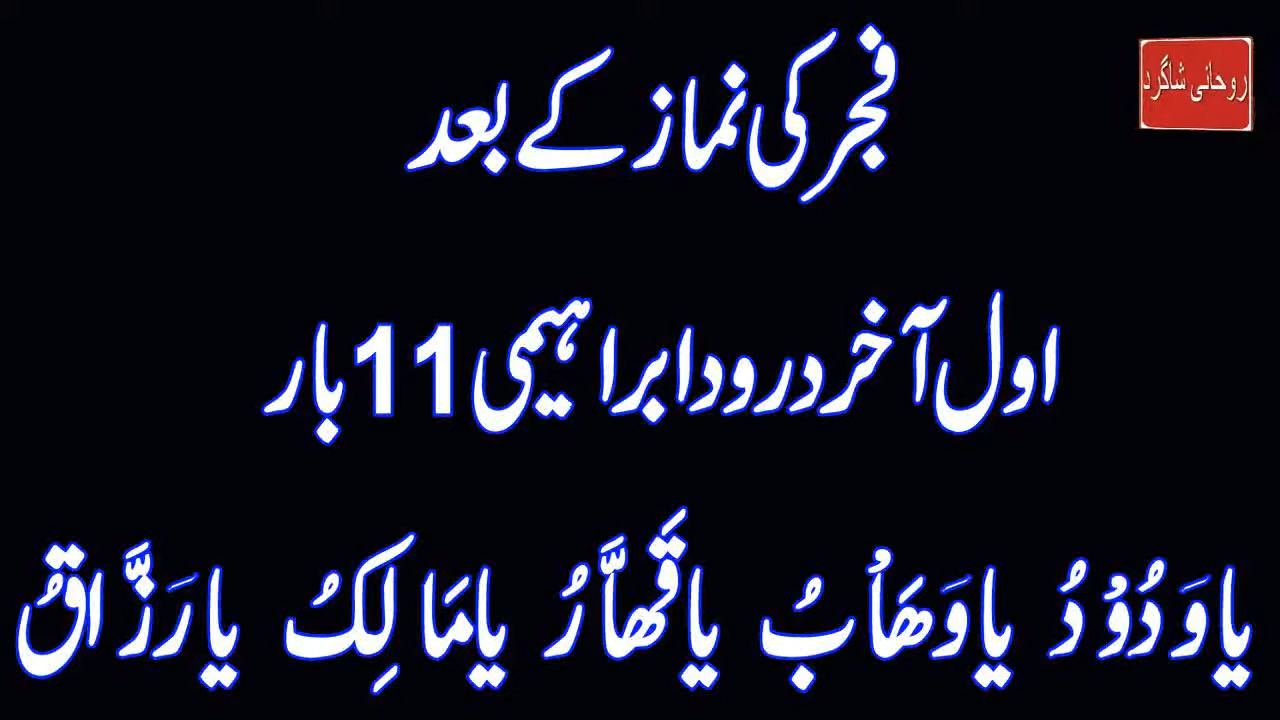 روحانی شاگرد
فجر کی نماز کے بعد
اول آخر درود ابراہیمی 11 بار
یا وَدُوْدُ یا وَھَاْبُ یا قَھَّارُ یا مَالِکُ یا رَزَّاقُ